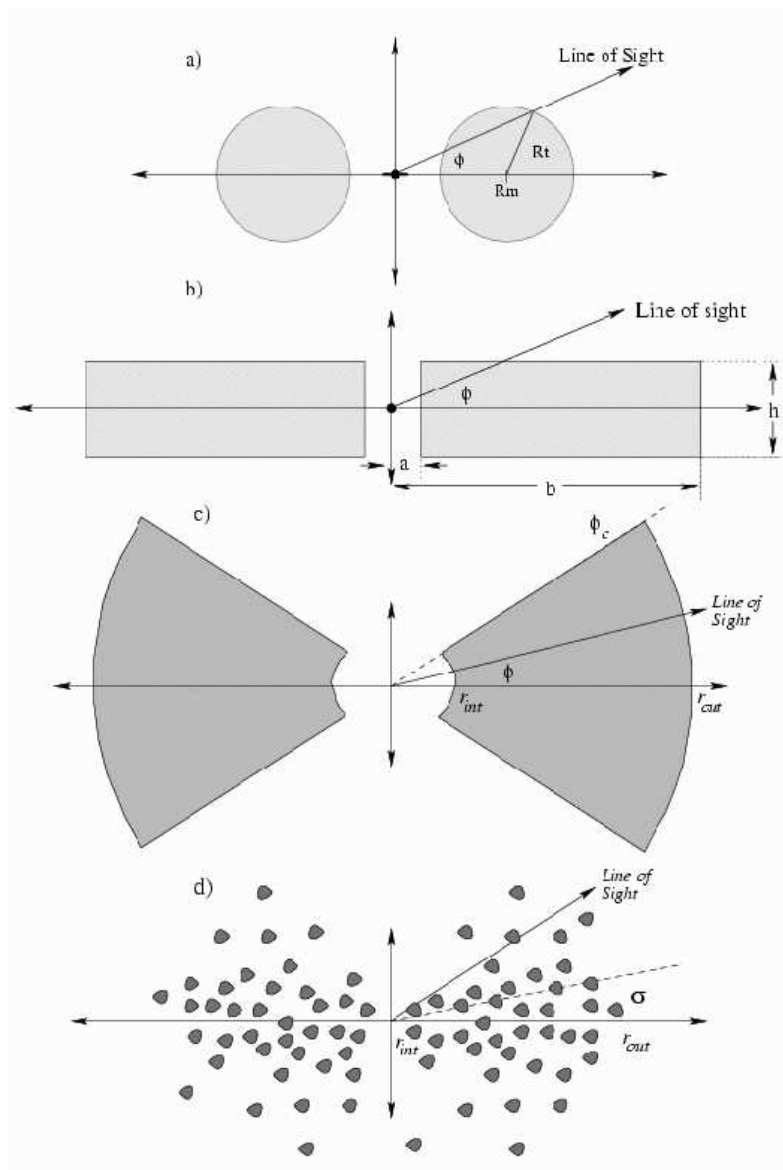 a)
Line of Sight
ϕ
Rt
Rm
b)
Line of sight
ϕ
h
a
b
c)
ϕc
Line of
Sight
ϕ
rint
rout
d)
Line of
Sight
σ
rint
rout